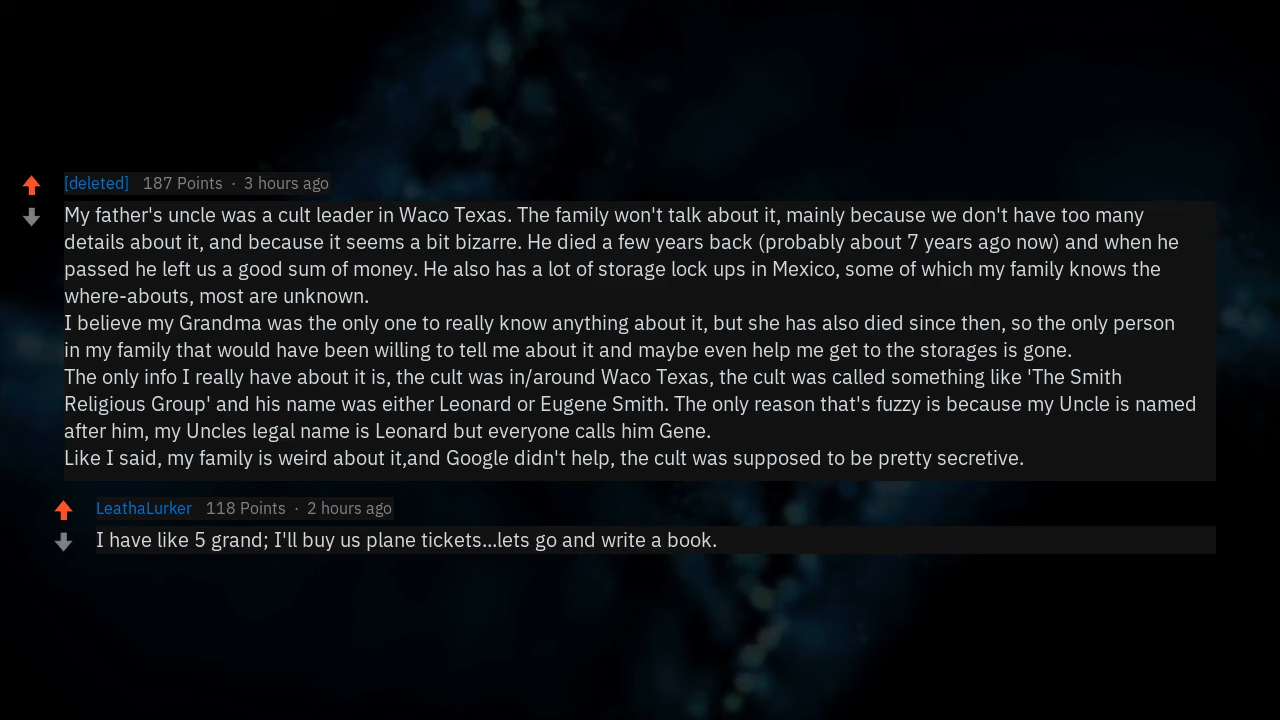 [deleted] 187 Points · 3 hours ago
My father's uncle was a cult leader in Waco Texas. The family won't talk about it, mainly because we don't have too many
details about it, and because it seems a bit bizarre. He died a few years back (probably about 7 years ago now) and when he
passed he left us a good sum of money. He also has a lot of storage lock ups in Mexico, some of which my family knows the
where-abouts, most are unknown.
I believe my Grandma was the only one to really know anything about it, but she has also died since then, so the only person
in my family that would have been willing to tell me about it and maybe even help me get to the storages is gone.
The only info I really have about it is, the cult was in/around Waco Texas, the cult was called something like 'The Smith
Religious Group' and his name was either Leonard or Eugene Smith. The only reason that's fuzzy is because my Uncle is named
after him, my Uncles legal name is Leonard but everyone calls him Gene.
Like I said, my family is weird about it,and Google didn't help, the cult was supposed to be pretty secretive.
LeathaLurker 118 Points · 2 hours ago
I have like 5 grand; I'll buy us plane tickets...lets go and write a book.